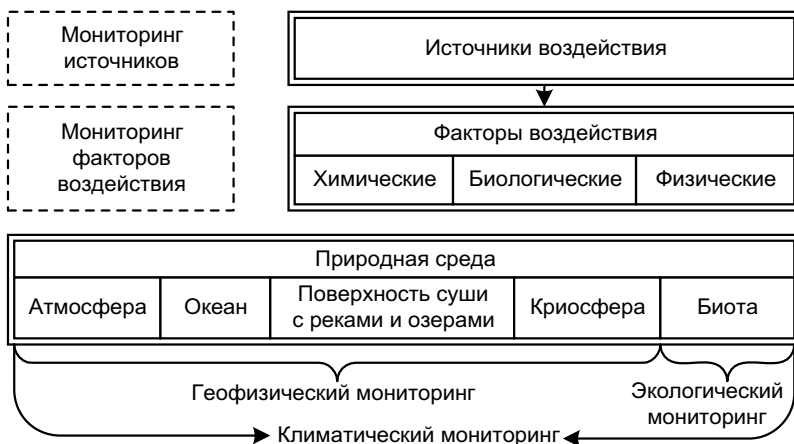 Мониторинг
источников
Источники воздействия
Мониторинг
факторов
воздействия
Факторы воздействия
Химические
Биологические
Физические
Природная среда
Атмосфера
Океан
Поверхность суши
с реками и озерами
Криосфера
Биота
Геофизический мониторинг
Экологический
мониторинг
Климатический мониторинг